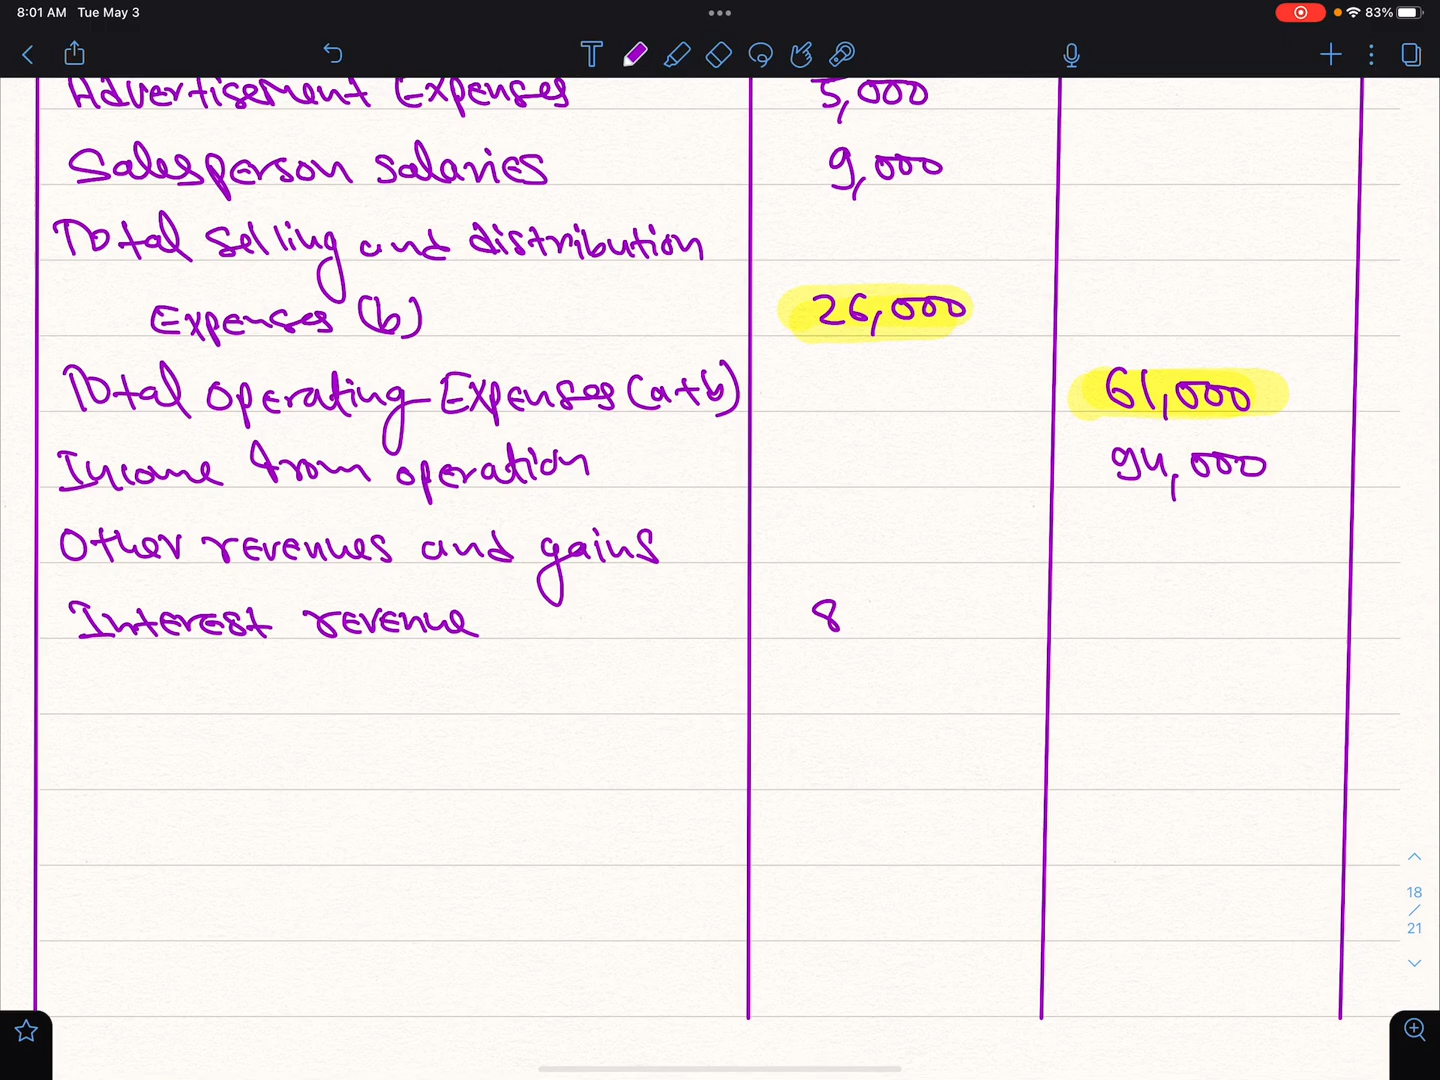 8:01 AM Tue May 3
83%
Advertisement Expenses 5,000
Salesperson salaries 9,000
Total selling and distribution
Expenses (b) 26,000
Total operating Expenses (a+b) 61,000
Income from operation 94,000
Other revenues and gains
Interest revenue 8
18
/
21